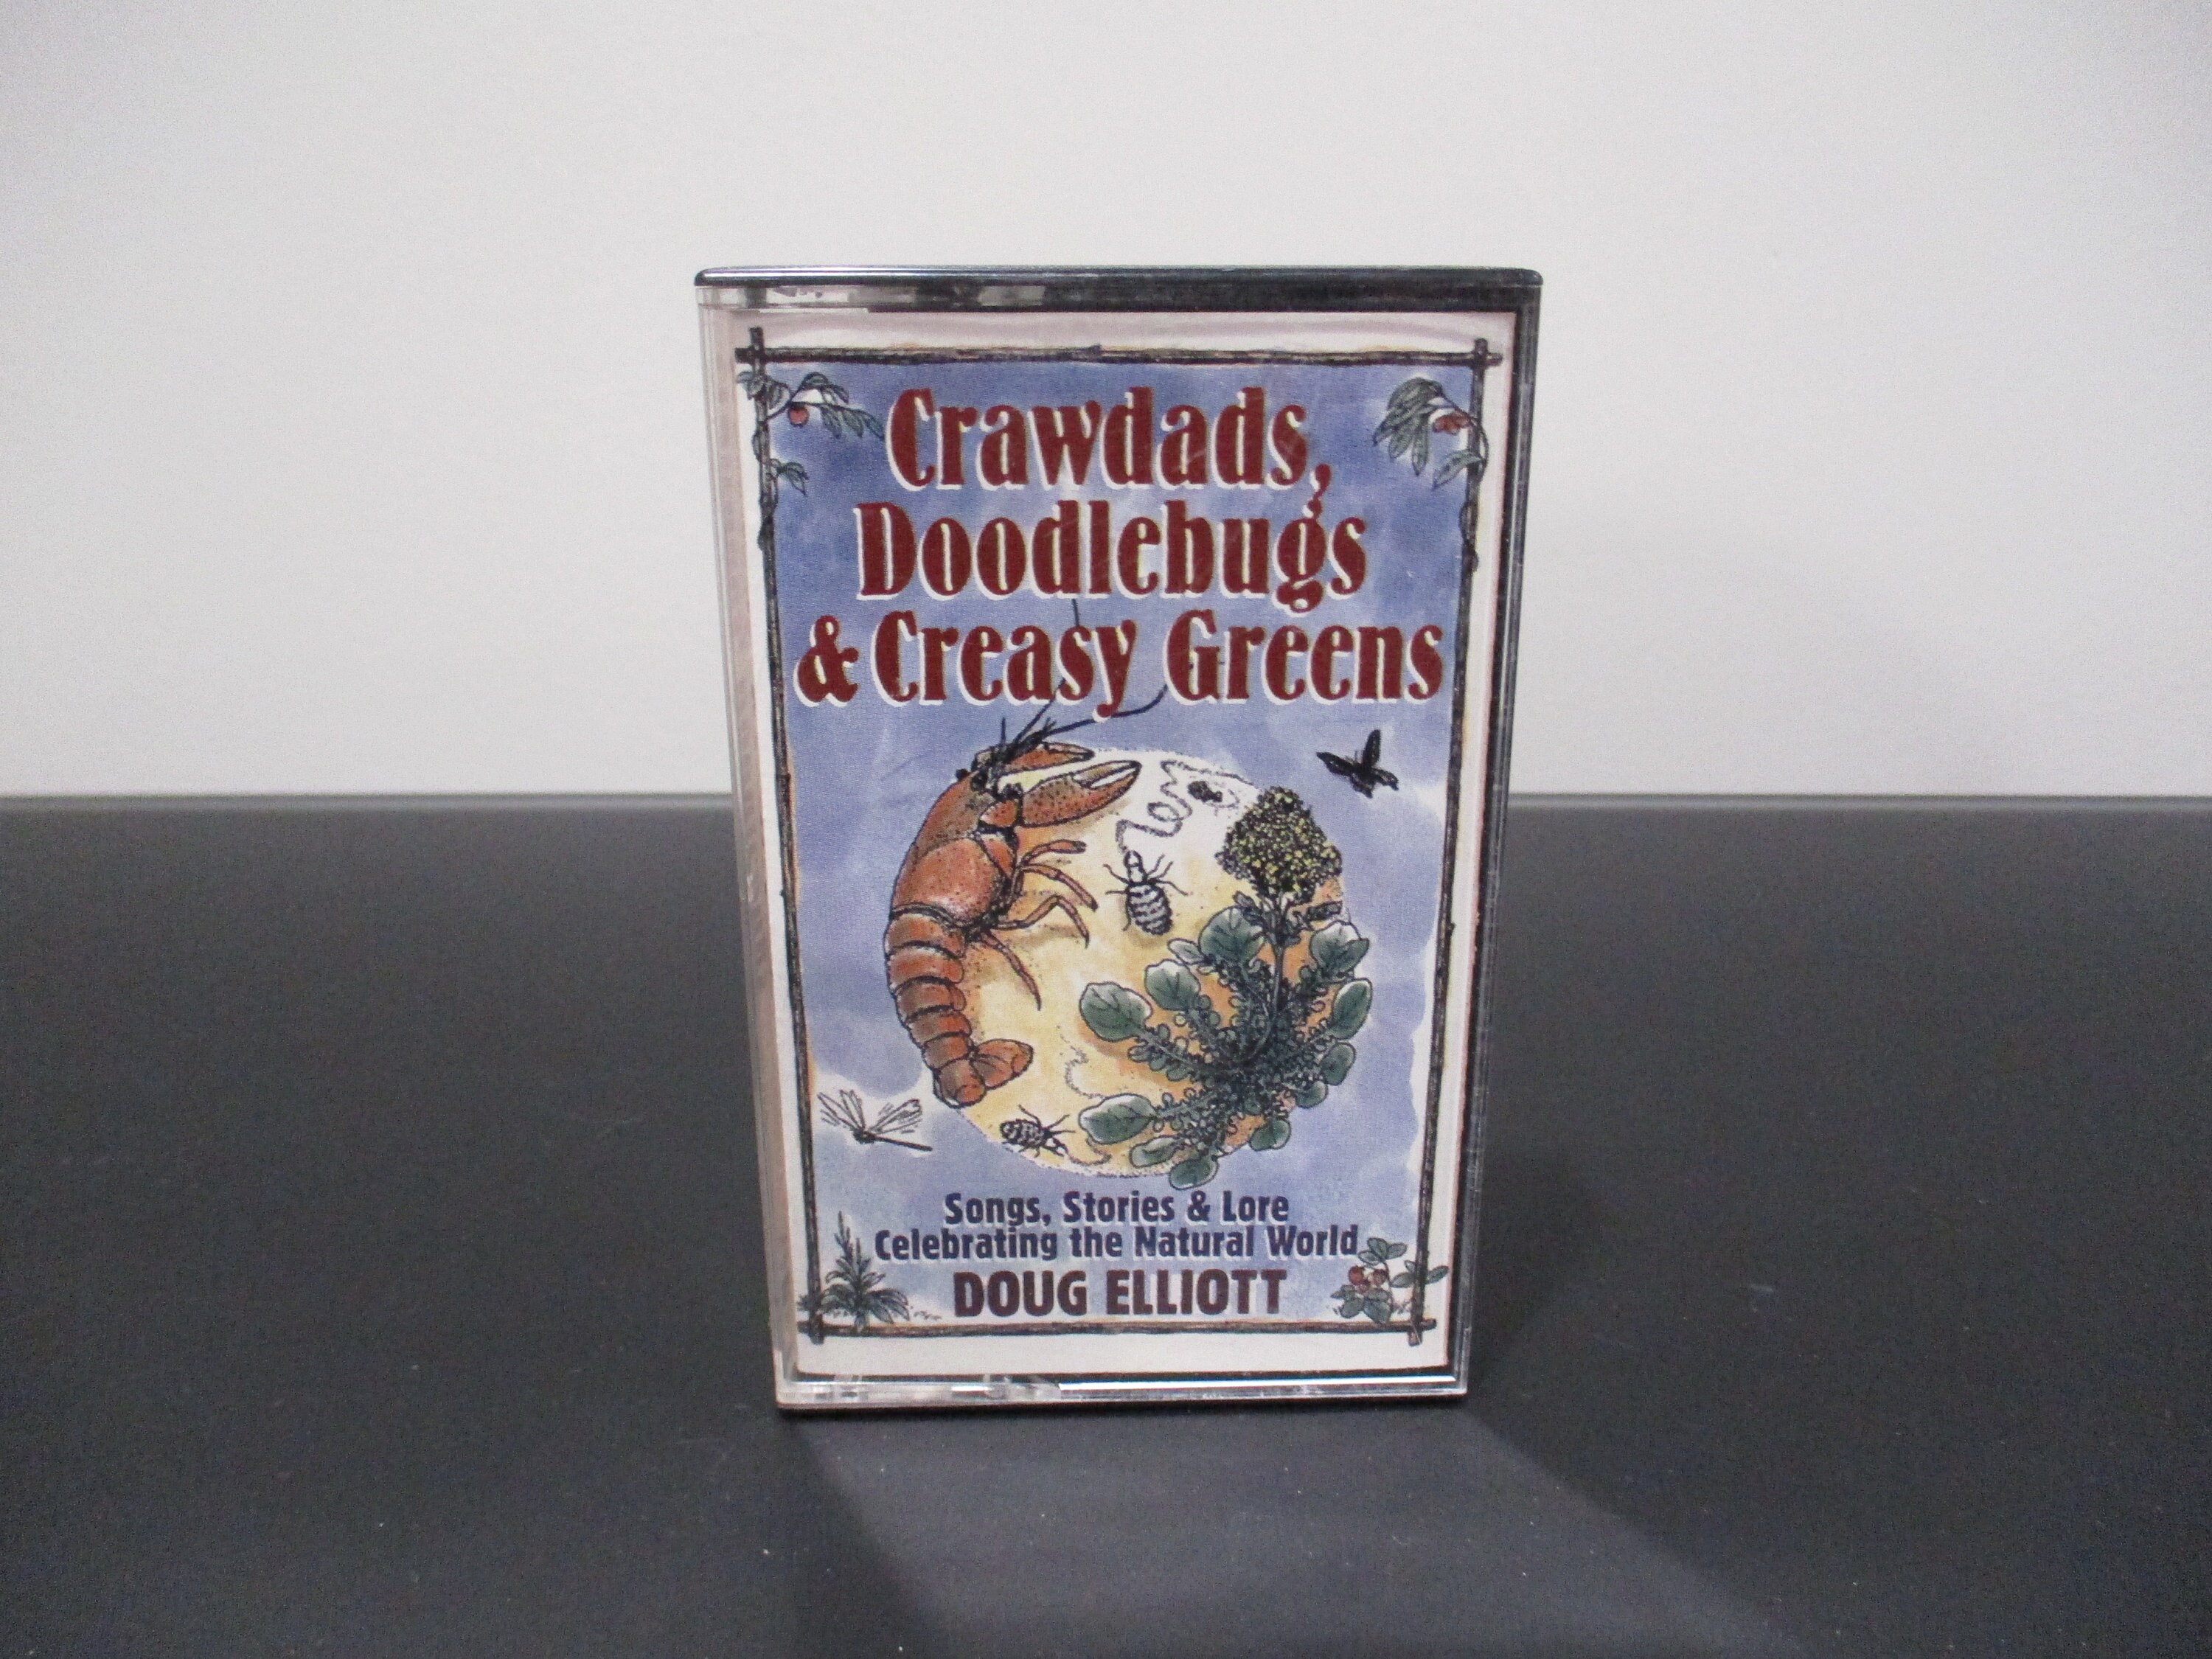 Crawdads,
Doodlebugs
& Creasy Greens
Songs, Stories & Lore
Celebrating the Natural World
DOUG ELLIOTT